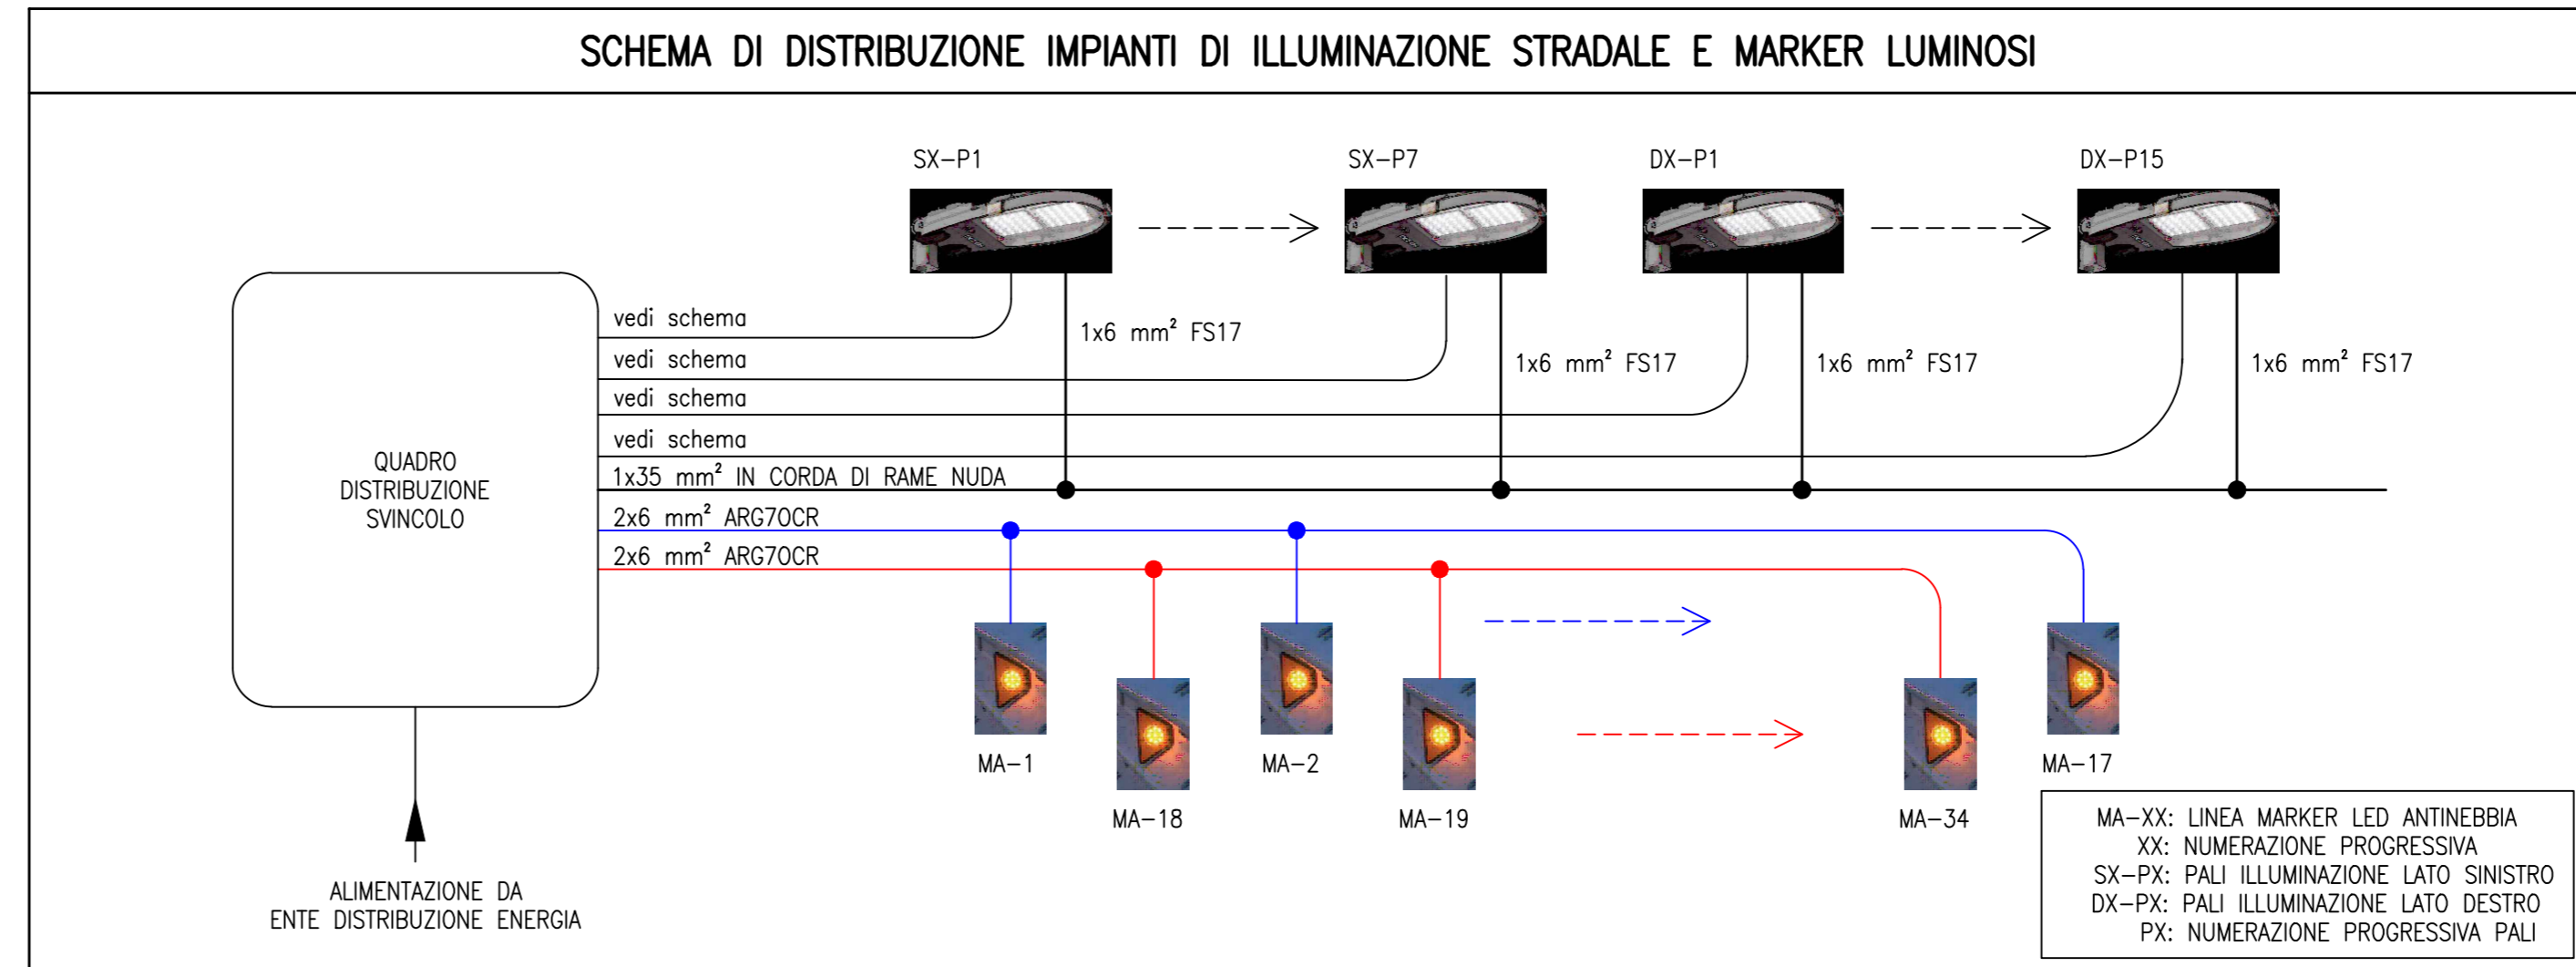 SCHEMA DI DISTRIBUZIONE IMPIANTI DI ILLUMINAZIONE STRADALE E MARKER LUMINOSI
SX-P1
SX-P7
DX-P1
DX-P15
vedi schema
1x6 mm² FS17
vedi schema
1x6 mm² FS17
1x6 mm² FS17
1x6 mm² FS17
vedi schema
vedi schema
QUADRO
DISTRIBUZIONE
SVINCOLO
1x35 mm² IN CORDA DI RAME NUDA
2x6 mm² ARG7OCR
2x6 mm² ARG7OCR
MA-1
MA-2
MA-17
MA-18
MA-19
MA-34
ALIMENTAZIONE DA
ENTE DISTRIBUZIONE ENERGIA
MA-XX: LINEA MARKER LED ANTINEBBIA
XX: NUMERAZIONE PROGRESSIVA
SX-PX: PALI ILLUMINAZIONE LATO SINISTRO
DX-PX: PALI ILLUMINAZIONE LATO DESTRO
PX: NUMERAZIONE PROGRESSIVA PALI